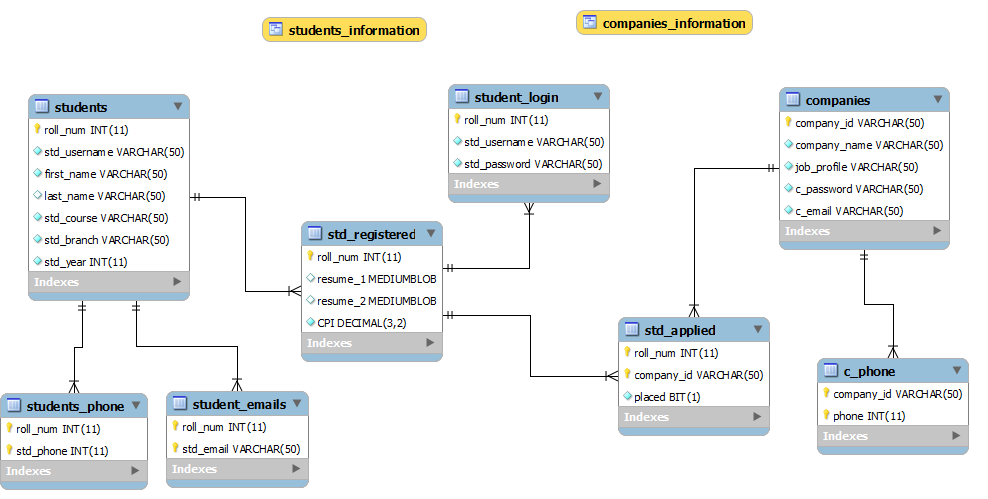 students_information
companies_information
students
roll_num INT(11)
std_username VARCHAR(50)
first_name VARCHAR(50)
last_name VARCHAR(50)
std_course VARCHAR(50)
std_branch VARCHAR(50)
std_year INT(11)
Indexes
student_login
roll_num INT(11)
std_username VARCHAR(50)
std_password VARCHAR(50)
Indexes
companies
company_id VARCHAR(50)
company_name VARCHAR(50)
job_profile VARCHAR(50)
c_password VARCHAR(50)
c_email VARCHAR(50)
Indexes
std_registered
roll_num INT(11)
resume_1 MEDIUMBLOB
resume_2 MEDIUMBLOB
CPI DECIMAL(3,2)
Indexes
std_applied
roll_num INT(11)
company_id VARCHAR(50)
placed BIT(1)
Indexes
c_phone
company_id VARCHAR(50)
phone INT(11)
Indexes
students_phone
roll_num INT(11)
std_phone INT(11)
Indexes
student_emails
roll_num INT(11)
std_email VARCHAR(50)
Indexes